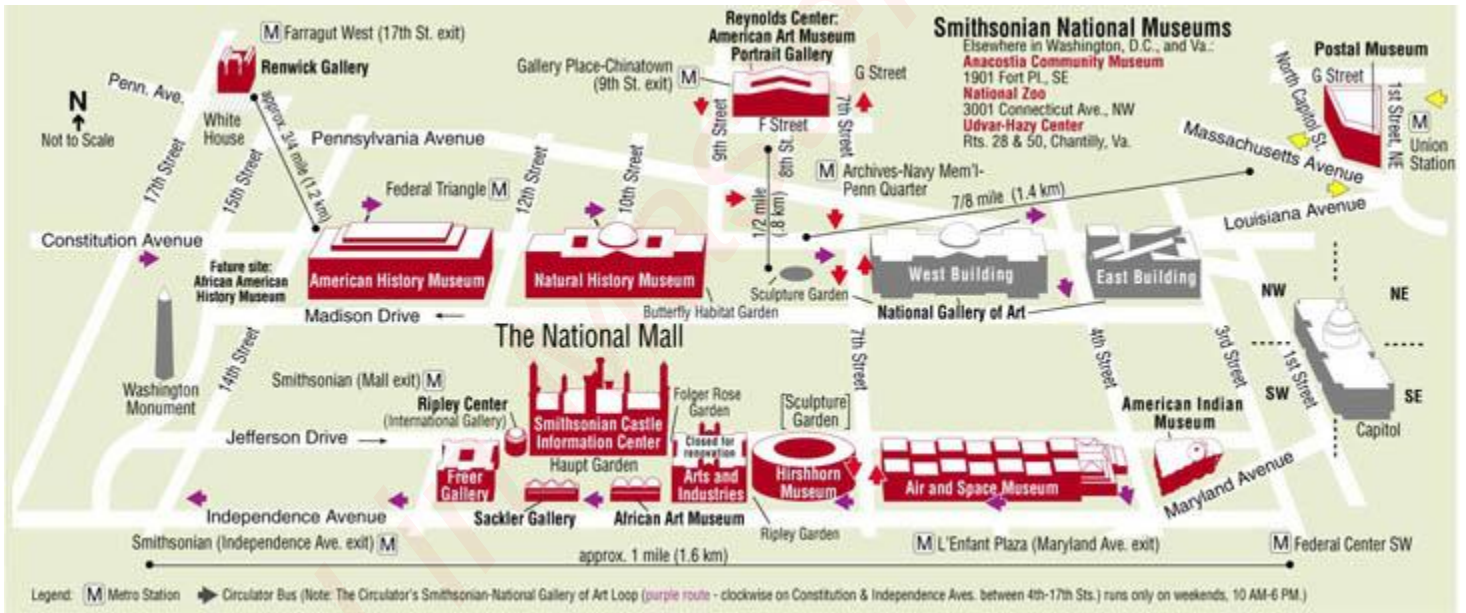 Farragut West (17th St. exit)
Renwick Gallery
Penn. Ave.
White
House
N
Not to Scale
approx. 3/4 mile (1.2 km)
17th Street
15th Street
Pennsylvania Avenue
Federal Triangle M
12th Street
10th Street
Gallery Place-Chinatown
(9th St. exit)
M
Reynolds Center:
American Art Museum
Portrait Gallery
G Street
F Street
9th Street
8th St.
7th Street
M Archives-Navy Mem'l-
Penn Quarter
1/2 mile
(.8 km)
7/8 mile (1.4 km)
Smithsonian National Museums
Elsewhere in Washington, D.C., and Va.:
Anacostia Community Museum
1901 Fort Pl., SE
National Zoo
3001 Connecticut Ave., NW
Udvar-Hazy Center
Rts. 28 & 50, Chantilly, Va.
Postal Museum
G Street
North Capitol St.
1st Street, NE
M
Union
Station
Massachusetts Avenue
Louisiana Avenue
Constitution Avenue
Future site:
African American
History Museum
American History Museum
Natural History Museum
Butterfly Habitat Garden
Sculpture Garden
West Building
East Building
National Gallery of Art
Madison Drive
The National Mall
Washington
Monument
14th Street
7th Street
4th Street
3rd Street
1st Street
NW
NE
SW
SE
Capitol
Smithsonian (Mall exit) M
Ripley Center
(International Gallery)
Smithsonian Castle
Information Center
Haupt Garden
Folger Rose
Garden
Closed for
renovation
Arts and
Industries
[Sculpture
Garden]
Hirshhorn
Museum
Air and Space Museum
American Indian
Museum
Maryland Avenue
Jefferson Drive
Freer
Gallery
Sackler Gallery
African Art Museum
Ripley Garden
Independence Avenue
Smithsonian (Independence Ave. exit) M
M L'Enfant Plaza (Maryland Ave. exit)
M Federal Center SW
approx. 1 mile (1.6 km)
Legend: M Metro Station Circulator Bus (Note: The Circulator's Smithsonian-National Gallery of Art Loop (purple route - clockwise on Constitution & Independence Aves. between 4th-17th Sts.) runs only on weekends, 10 AM-6 PM.)